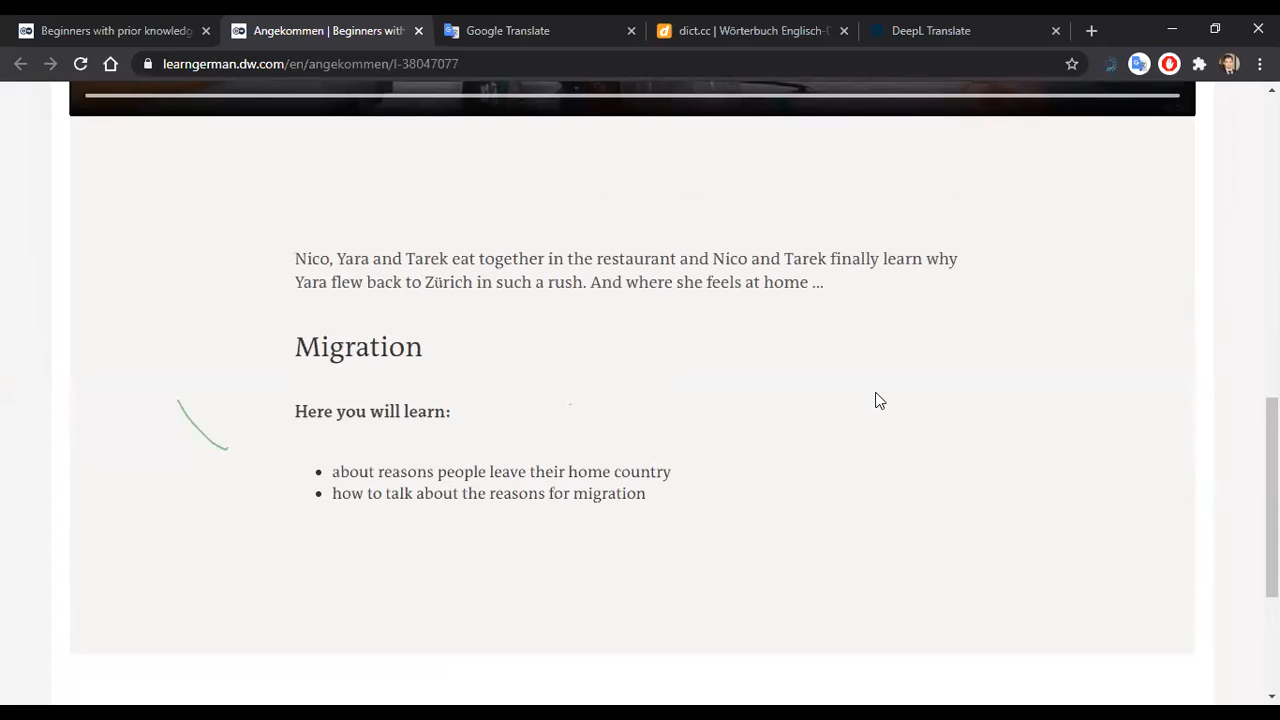 Beginners with prior knowledg
Angekommen | Beginners with
Google Translate
dict.cc | Wörterbuch Englisch-D
DeepL Translate
learngerman.dw.com/en/angekommen/l-38047077
Nico, Yara and Tarek eat together in the restaurant and Nico and Tarek finally learn why
Yara flew back to Zürich in such a rush. And where she feels at home ...
Migration
Here you will learn:
• about reasons people leave their home country
• how to talk about the reasons for migration